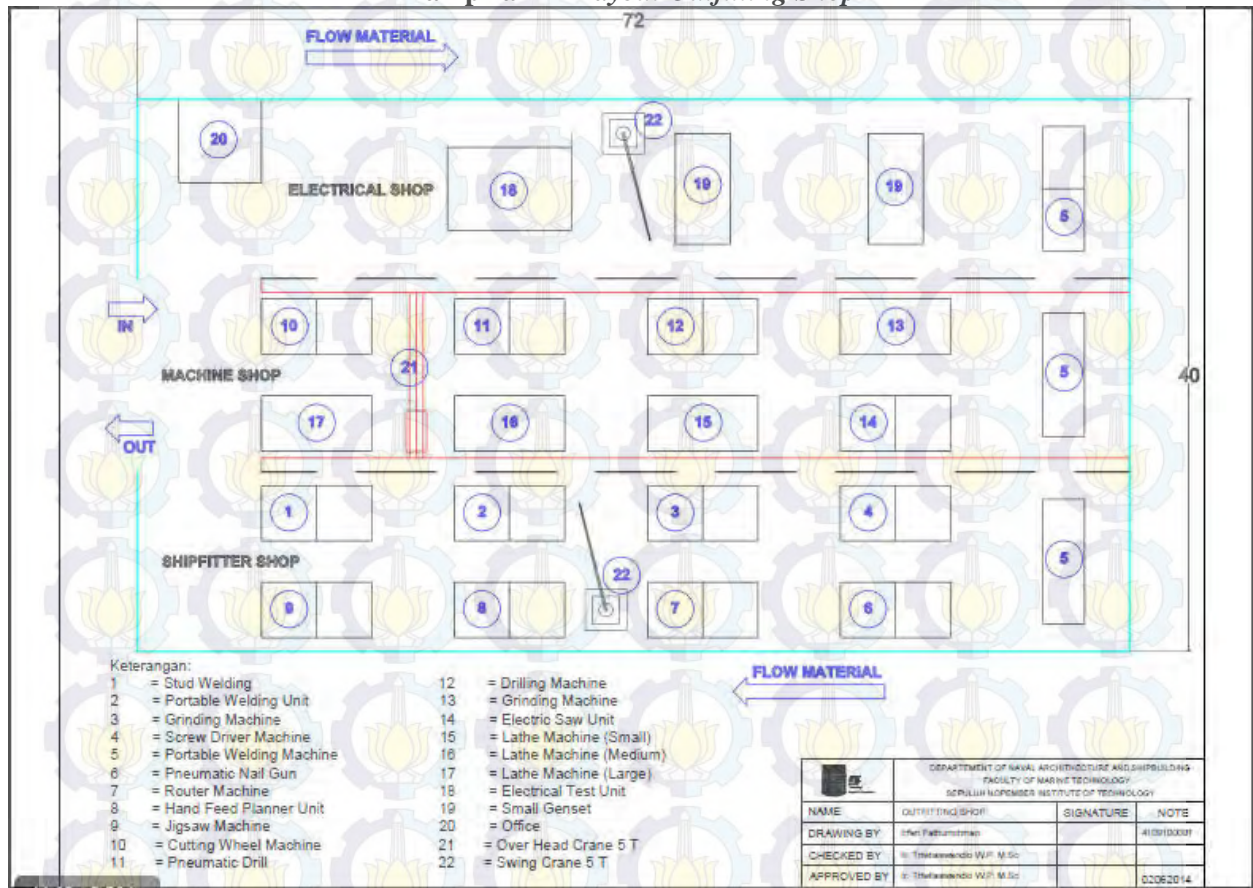 Layout Outfitting Shop
72
FLOW MATERIAL
20
22
ELECTRICAL SHOP
18
19
19
5
IN
10
11
12
13
21
MACHINE SHOP
5
40
OUT
17
16
15
14
1
2
3
4
SHIPFITTER SHOP
5
22
9
8
7
6
FLOW MATERIAL
Keterangan:
1 = Stud Welding
2 = Portable Welding Unit
3 = Grinding Machine
4 = Screw Driver Machine
5 = Portable Welding Machine
6 = Pneumatic Nail Gun
7 = Router Machine
8 = Hand Feed Planner Unit
9 = Jigsaw Machine
10 = Cutting Wheel Machine
11 = Pneumatic Drill
12 = Drilling Machine
13 = Grinding Machine
14 = Electric Saw Unit
15 = Lathe Machine (Small)
16 = Lathe Machine (Medium)
17 = Lathe Machine (Large)
18 = Electrical Test Unit
19 = Small Genset
20 = Office
21 = Over Head Crane 5 T
22 = Swing Crane 5 T
DEPARTMENT OF NAVAL ARCHITHECTURE AND SHIPBUILDING
FACULTY OF MARINE TECHNOLOGY
SEPULUH NOPEMBER INSTITUTE OF TECHNOLOGY
NAME OUTFITTING SHOP SIGNATURE NOTE
DRAWING BY 4109100001
CHECKED BY W.P. M.Sc
APPROVED BY W.P. M.Sc 02062014